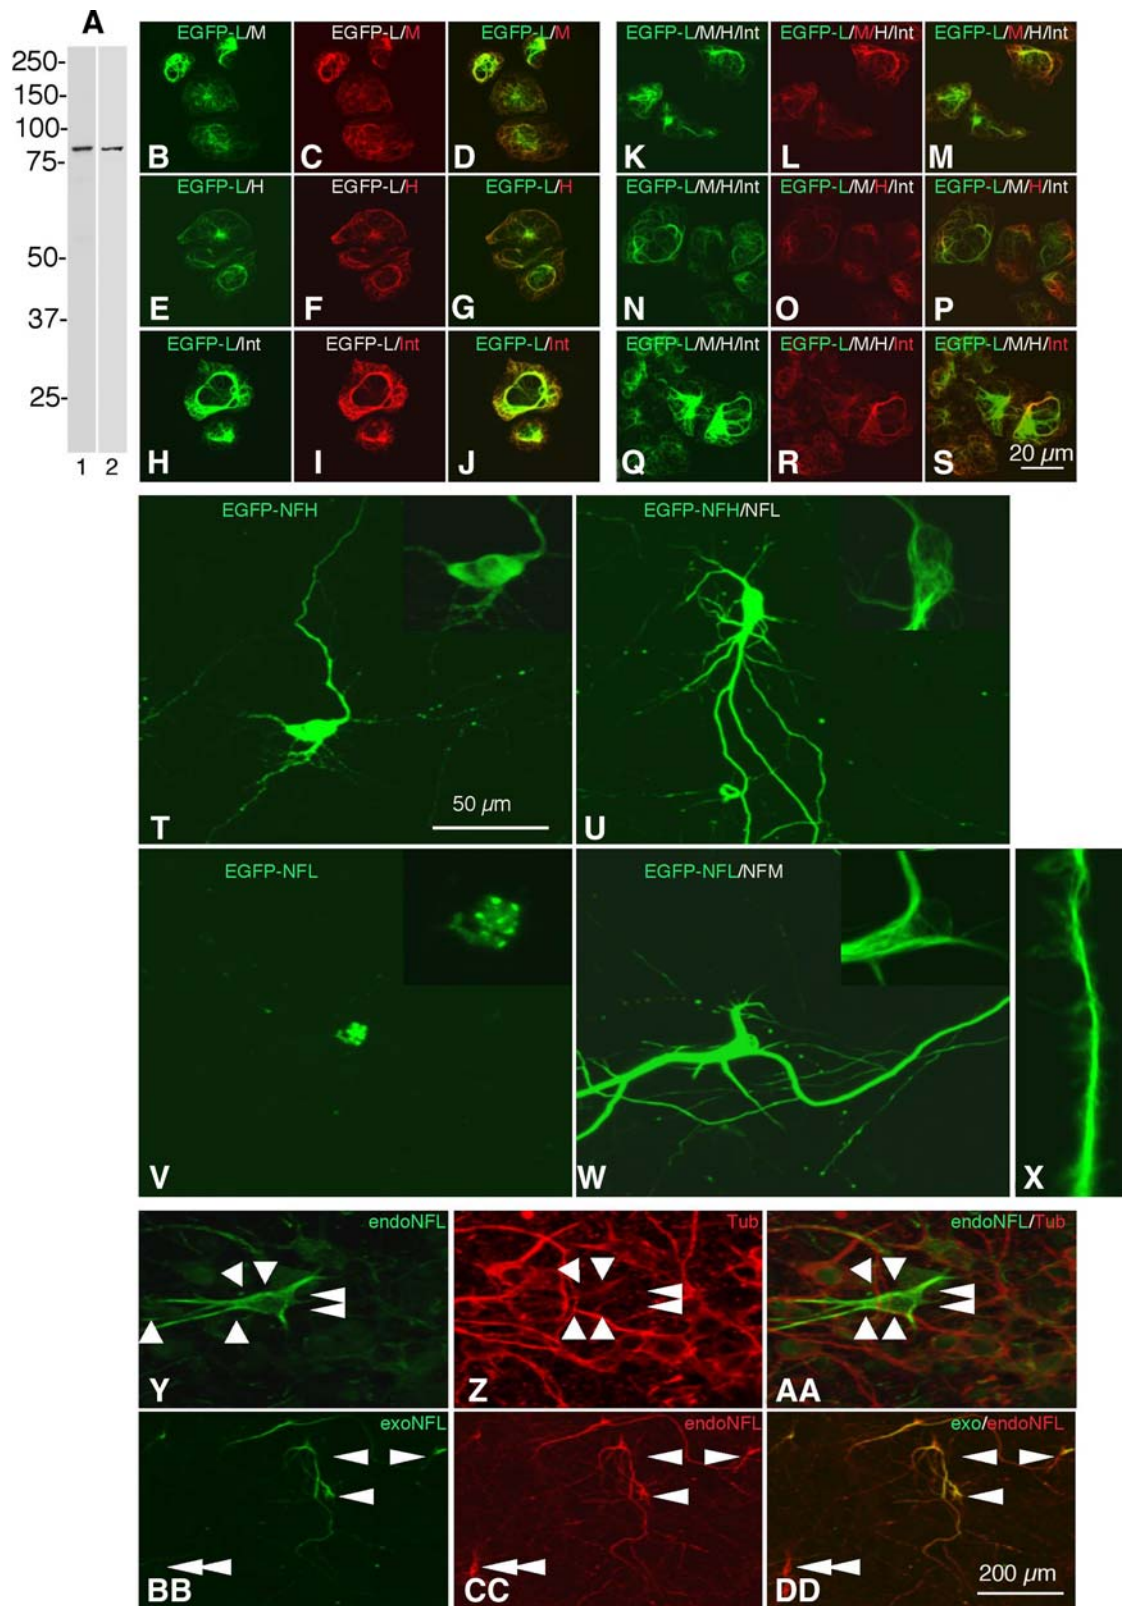 A
250-
150-
100-
75-
50-
37-
25-
1 2
EGFP-L/M EGFP-L/M EGFP-L/M
B C D
EGFP-L/H EGFP-L/H EGFP-L/H
E F G
EGFP-L/Int EGFP-L/Int EGFP-L/Int
H I J
EGFP-L/M/H/Int EGFP-L/M/H/Int EGFP-L/M/H/Int
K L M
EGFP-L/M/H/Int EGFP-L/M/H/Int EGFP-L/M/H/Int
N O P
EGFP-L/M/H/Int EGFP-L/M/H/Int EGFP-L/M/H/Int
20 µm
Q R S
EGFP-NFH EGFP-NFH/NFL
50 µm
T U
EGFP-NFL EGFP-NFL/NFM
V W X
endoNFL Tub endoNFL/Tub
Y Z AA
exoNFL endoNFL exo/endoNFL
200 µm
BB CC DD